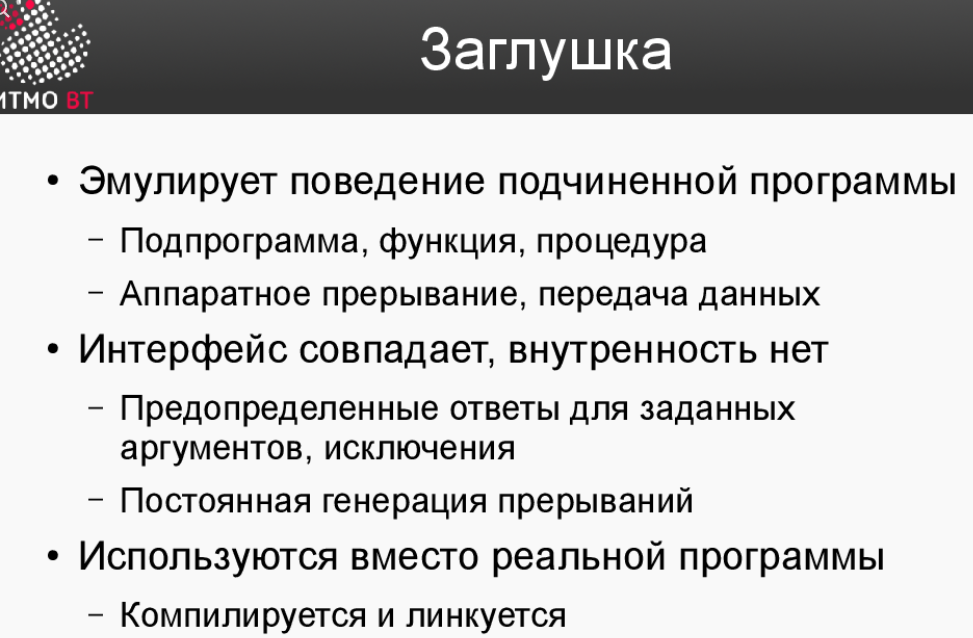 Заглушка
ИТМО ВТ
• Эмулирует поведение подчиненной программы
– Подпрограмма, функция, процедура
– Аппаратное прерывание, передача данных
• Интерфейс совпадает, внутренность нет
– Предопределенные ответы для заданных
аргументов, исключения
– Постоянная генерация прерываний
• Используются вместо реальной программы
– Компилируется и линкуется